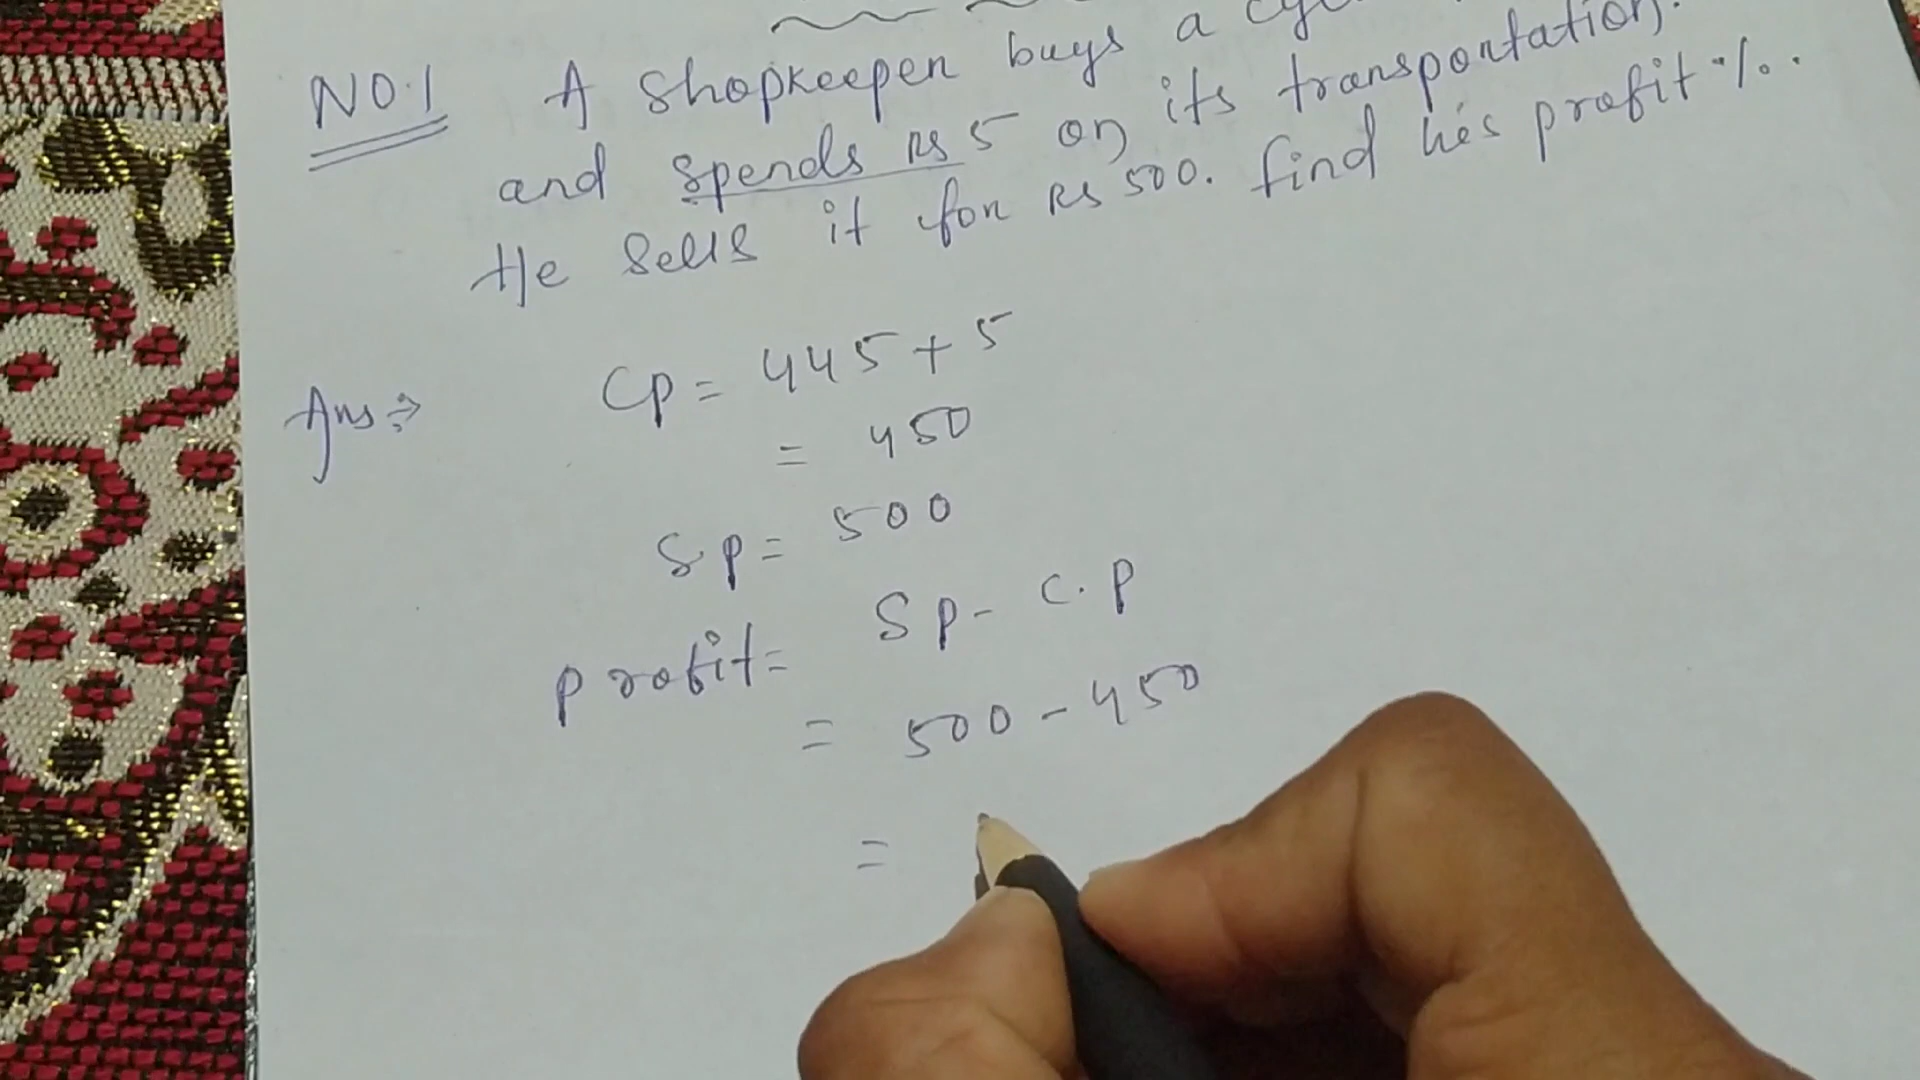 NO.1 A Shopkeeper buys a
and spends Rs 5 on its transportation.
He sells it for Rs 500. find his profit %.
Ans :→ Cp = 445 + 5
= 450
Sp = 500
profit = Sp - C.P
= 500 - 450
=